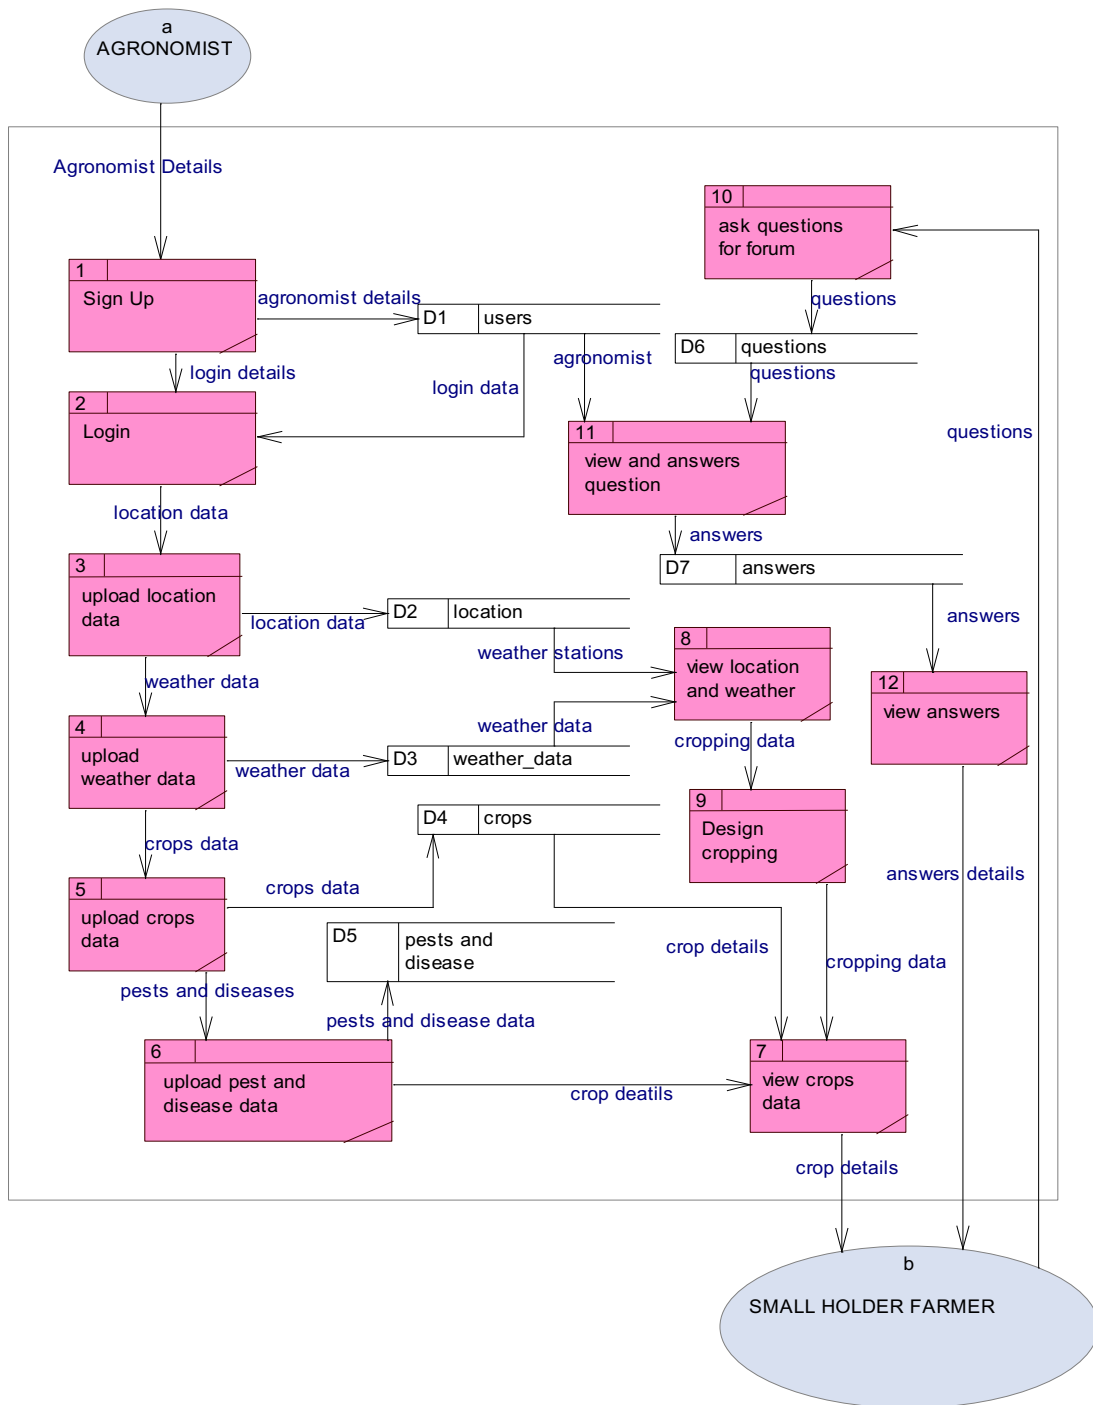 a
AGRONOMIST
Agronomist Details
10
ask questions
for forum
1
Sign Up
agronomist details
questions
D1 users
D6 questions
login details
agronomist
questions
login data
2
Login
11
view and answers
question
questions
location data
answers
D7 answers
3
upload location
data
location data
D2 location
answers
8
view location
and weather
weather stations
weather data
12
view answers
4
upload
weather data
weather data
cropping data
weather data
D3 weather_data
9
Design
cropping
D4 crops
crops data
answers details
5
upload crops
data
crops data
D5 pests and
disease
crop details
cropping data
pests and diseases
pests and disease data
6
upload pest and
disease data
7
view crops
data
crop deatils
crop details
b
SMALL HOLDER FARMER